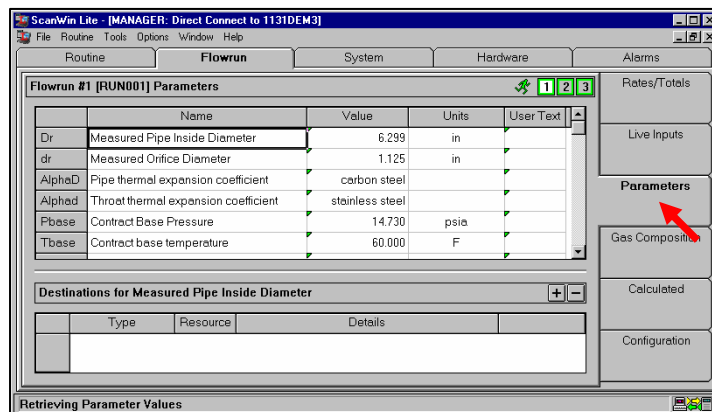 ScanWin Lite - [MANAGER: Direct Connect to 1131DEM3]
File Routine Tools Options Window Help
Routine Flowrun System Hardware Alarms
Flowrun #1 [RUN001] Parameters 1 2 3
Rates/Totals
Live Inputs
Parameters
Gas Composition
Calculated
Configuration
Name Value Units User Text
Dr Measured Pipe Inside Diameter 6.299 in
dr Measured Orifice Diameter 1.125 in
AlphaD Pipe thermal expansion coefficient carbon steel
Alphad Throat thermal expansion coefficient stainless steel
Pbase Contract Base Pressure 14.730 psia
Tbase Contract base temperature 60.000 F
Destinations for Measured Pipe Inside Diameter + −
Type Resource Details
Retrieving Parameter Values